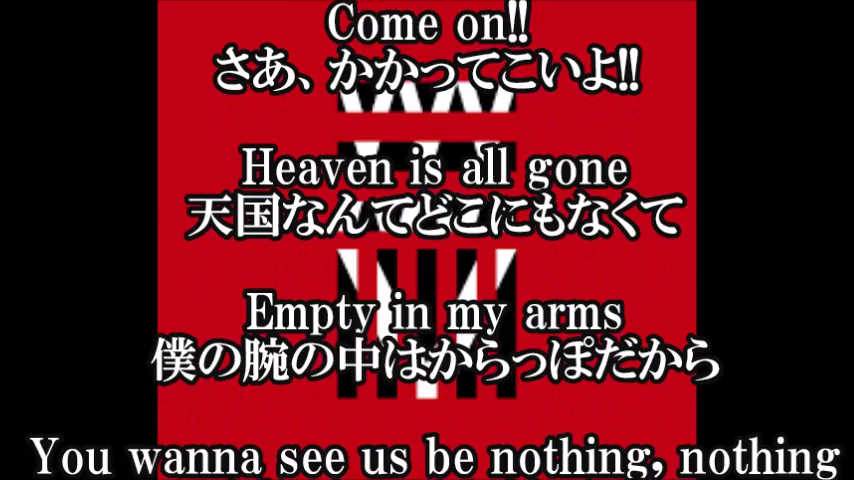 Come on!!
さあ、かかってこいよ!!
Heaven is all gone
天国なんてどこにもなくて
Empty in my arms
僕の腕の中はからっぽだから
You wanna see us be nothing, nothing